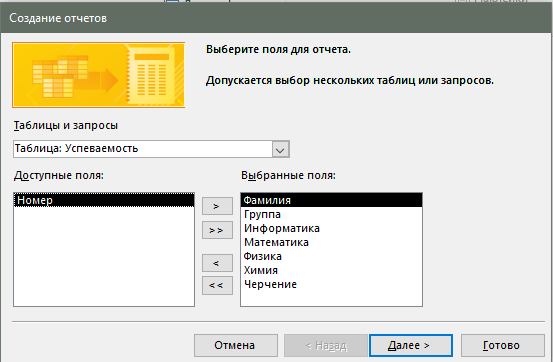 Создание отчетов
Выберите поля для отчета.
Допускается выбор нескольких таблиц или запросов.
Таблицы и запросы
Таблица: Успеваемость
Доступные поля:
Выбранные поля:
Номер
>
>>
<
<<
Фамилия
Группа
Информатика
Математика
Физика
Химия
Черчение
Отмена
< Назад
Далее >
Готово